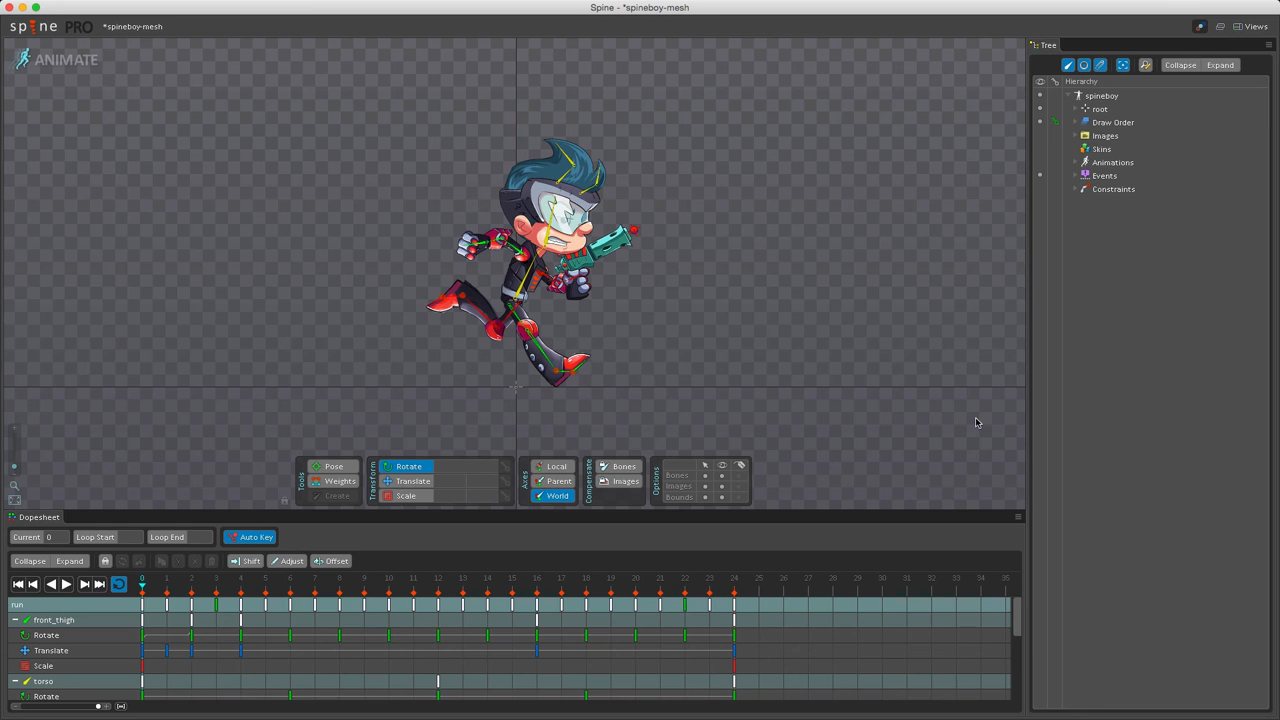 Spine - *spineboy-mesh
spine PRO *spineboy-mesh Views
ANIMATE
Tree
Collapse Expand
Hierarchy
spineboy
root
Draw Order
Images
Skins
Animations
Events
Constraints
Tools
Pose
Weights
Create
Transform
Rotate
Translate
Scale
Axes
Local
Parent
World
Compensate
Bones
Images
Options
Bones
Images
Bounds
Dopesheet
Current 0 Loop Start Loop End Auto Key
Collapse Expand Shift Adjust Offset
0 1 2 3 4 5 6 7 8 9 10 11 12 13 14 15 16 17 18 19 20 21 22 23 24 25 26 27 28 29 30 31 32 33 34 35
run
front_thigh
Rotate
Translate
Scale
torso
Rotate